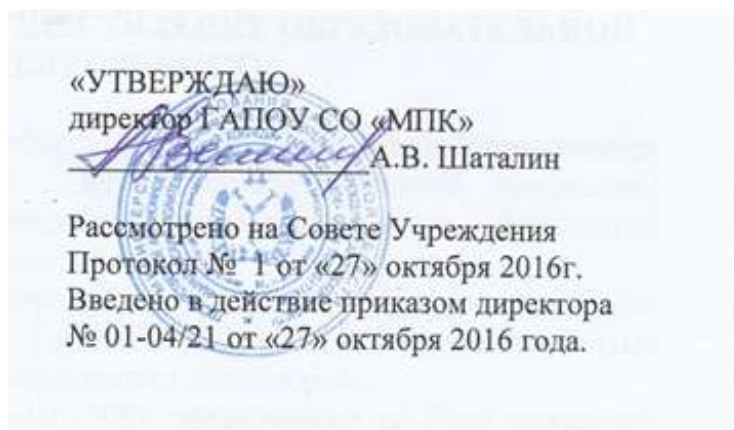 «УТВЕРЖДАЮ»
директор ГАПОУ СО «МПК»
А.В. Шаталин
Рассмотрено на Совете Учреждения
Протокол № 1 от «27» октября 2016г.
Введено в действие приказом директора
№ 01-04/21 от «27» октября 2016 года.